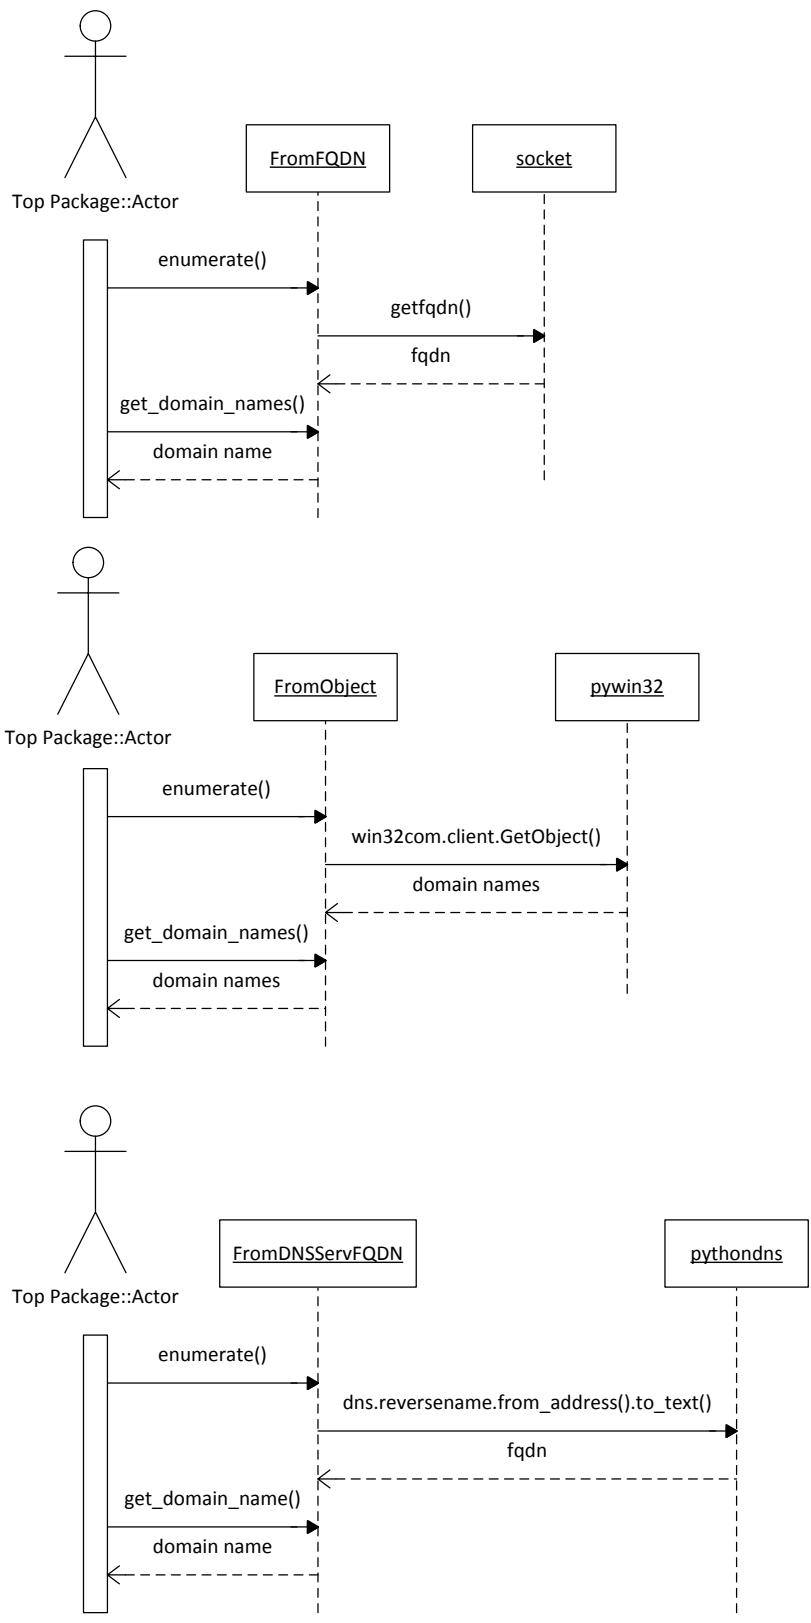 FromFQDN
socket
Top Package::Actor
enumerate()
getfqdn()
fqdn
get_domain_names()
domain name
FromObject
pywin32
Top Package::Actor
enumerate()
win32com.client.GetObject()
domain names
get_domain_names()
domain names
FromDNSServFQDN
pythondns
Top Package::Actor
enumerate()
dns.reversename.from_address().to_text()
fqdn
get_domain_name()
domain name